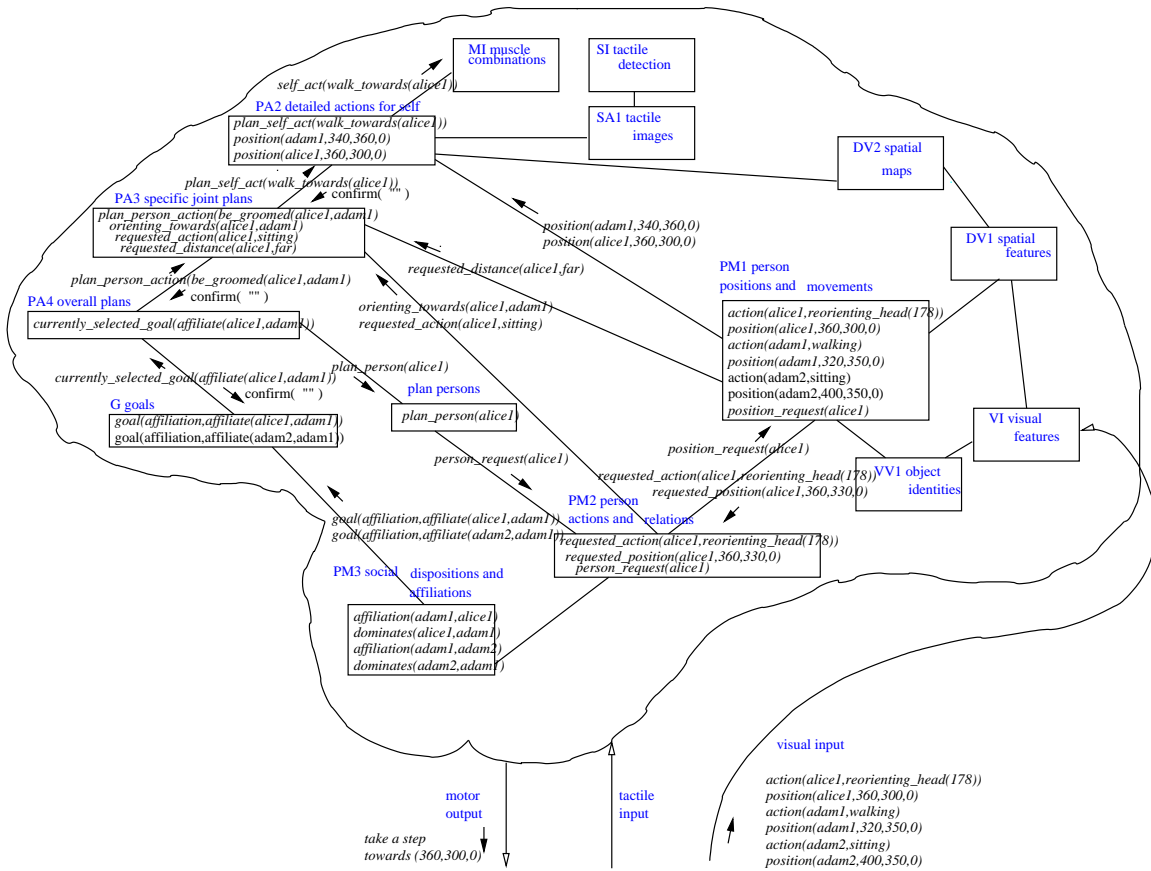 MI muscle
combinations
SI tactile
detection
self_act(walk_towards(alice1))
PA2 detailed actions for self
plan_self_act(walk_towards(alice1))
position(adam1,340,360,0)
position(alice1,360,300,0)
SA1 tactile
images
DV2 spatial
maps
plan_self_act(walk_towards(alice1))
confirm( "" )
PA3 specific joint plans
plan_person_action(be_groomed(alice1,adam1)
orienting_towards(alice1,adam1)
requested_action(alice1,sitting)
requested_distance(alice1,far)
position(adam1,340,360,0)
position(alice1,360,300,0)
DV1 spatial
features
requested_distance(alice1,far)
PM1 person
positions and movements
plan_person_action(be_groomed(alice1,adam1)
confirm( "" )
PA4 overall plans
currently_selected_goal(affiliate(alice1,adam1))
orienting_towards(alice1,adam1)
requested_action(alice1,sitting)
action(alice1,reorienting_head(178))
position(alice1,360,300,0)
action(adam1,walking)
position(adam1,320,350,0)
action(adam2,sitting)
position(adam2,400,350,0)
position_request(alice1)
plan_person(alice1)
currently_selected_goal(affiliate(alice1,adam1)
confirm( "" )
plan persons
plan_person(alice1)
G goals
goal(affiliation,affiliate(alice1,adam1))
goal(affiliation,affiliate(adam2,adam1))
VI visual
features
position_request(alice1)
person_request(alice1)
requested_action(alice1,reorienting_head(178))
requested_position(alice1,360,330,0)
VV1 object
identities
PM2 person
actions and relations
goal(affiliation,affiliate(alice1,adam1))
goal(affiliation,affiliate(adam2,adam1))
requested_action(alice1,reorienting_head(178))
requested_position(alice1,360,330,0)
person_request(alice1)
PM3 social dispositions and
affiliations
affiliation(adam1,alice1)
dominates(alice1,adam1)
affiliation(adam1,adam2)
dominates(adam2,adam1)
visual input
action(alice1,reorienting_head(178))
position(alice1,360,300,0)
action(adam1,walking)
position(adam1,320,350,0)
action(adam2,sitting)
position(adam2,400,350,0)
motor
output
tactile
input
take a step
towards (360,300,0)